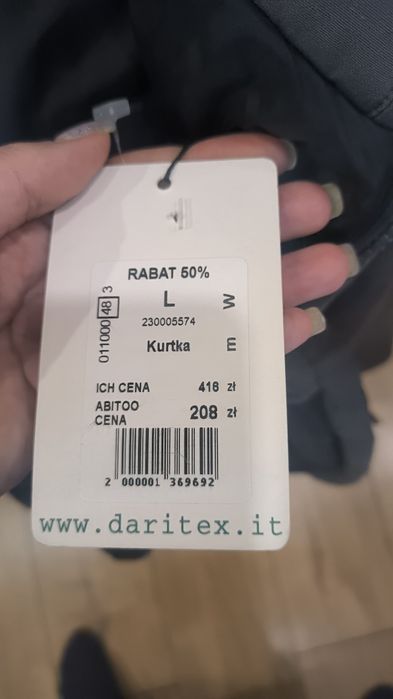 RABAT 50%
L
230005574
Kurtka
011000 48 3
W
m
ICH CENA 416 zł
ABITOO
CENA 208 zł
2 000001 369692
www.daritex.it